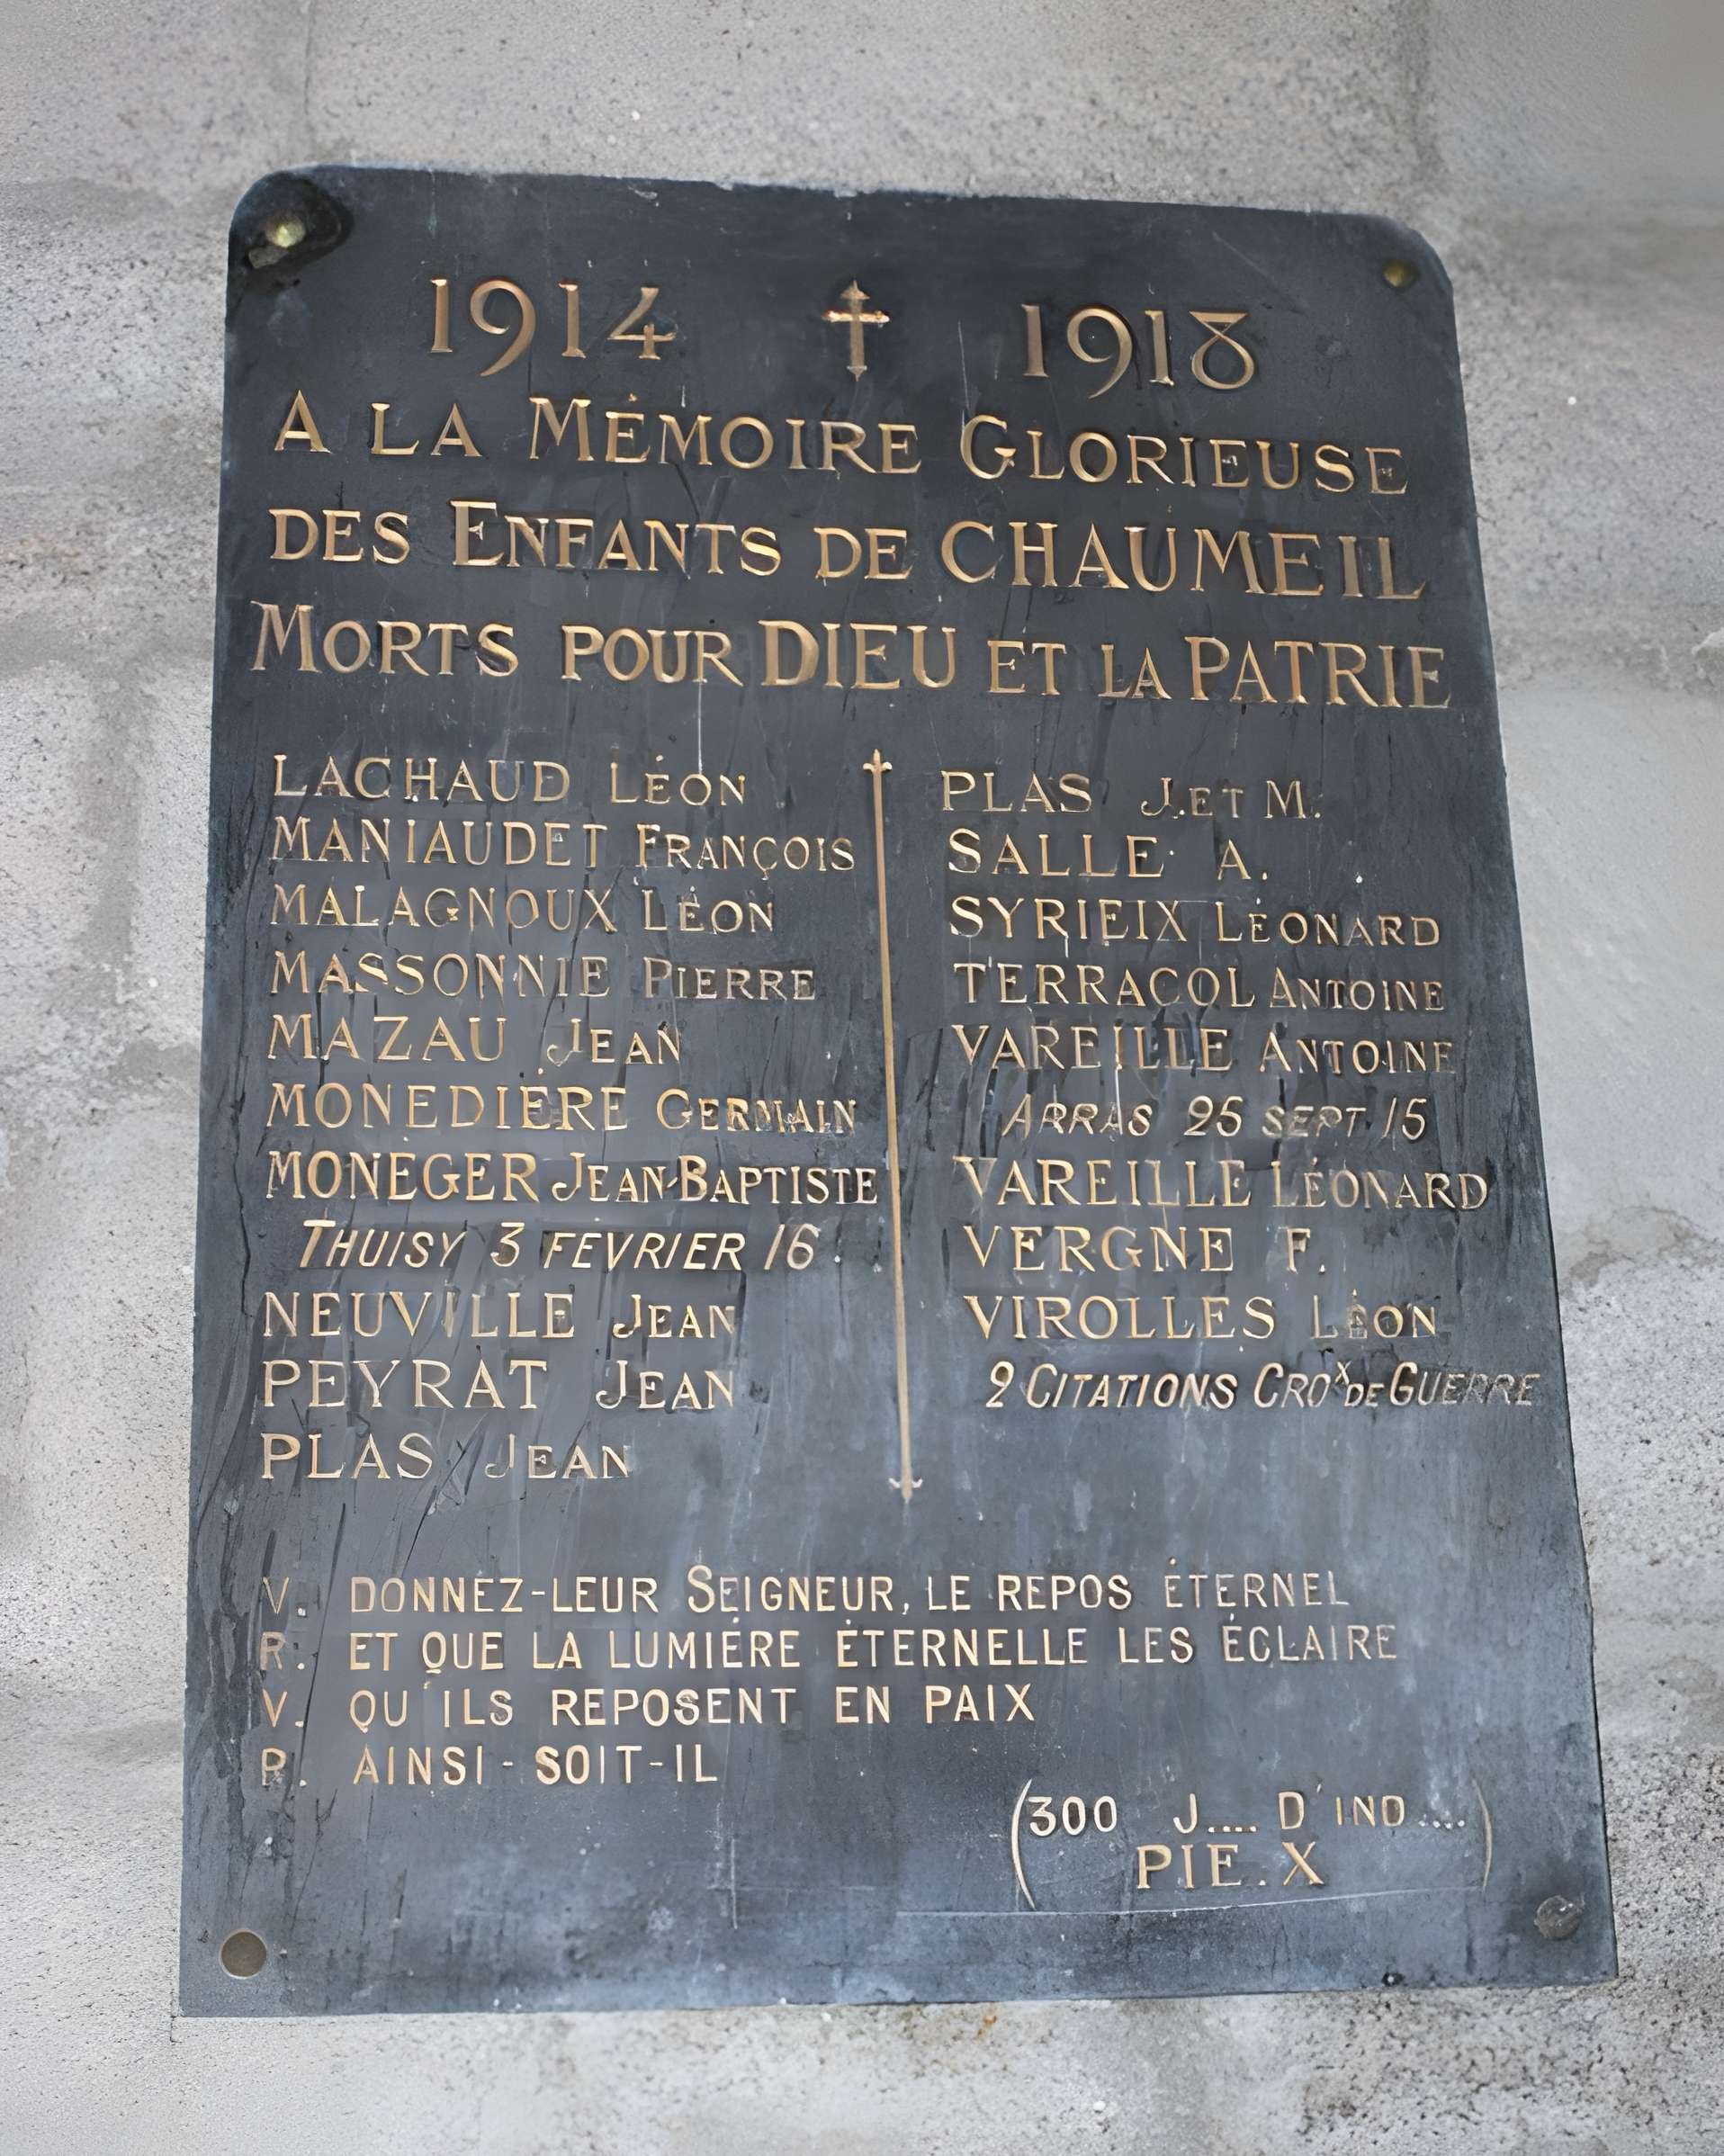 1914 † 1918
A LA MÉMOIRE GLORIEUSE
DES ENFANTS DE CHAUMEIL
MORTS POUR DIEU ET LA PATRIE
LACHAUD LÉON
MANIAUDET FRANÇOIS
MALAGNOUX LÉON
MASSONNIE PIERRE
MAZAU JEAN
MONEDIÉRE GERMAIN
MONÉGER JEAN-BAPTISTE
THUISY 3 FEVRIER 16
NEUVILLE JEAN
PEYRAT JEAN
PLAS JEAN
PLAS J. ET M.
SALLE A.
SYRIEIX LÉONARD
TERRACOL ANTOINE
VAREILLE ANTOINE
ARRAS 25 SEPT 15
VAREILLE LÉONARD
VERGNE F.
VIROLLES LÉON
2 CITATIONS CROX DE GUERRE
V. DONNEZ-LEUR SEIGNEUR, LE REPOS ÉTERNEL
R. ET QUE LA LUMIÉRE ÉTERNELLE LES ÉCLAIRE
V. QU'ILS REPOSENT EN PAIX
R. AINSI-SOIT-IL
(300 J.... D'IND....)
PIE. X